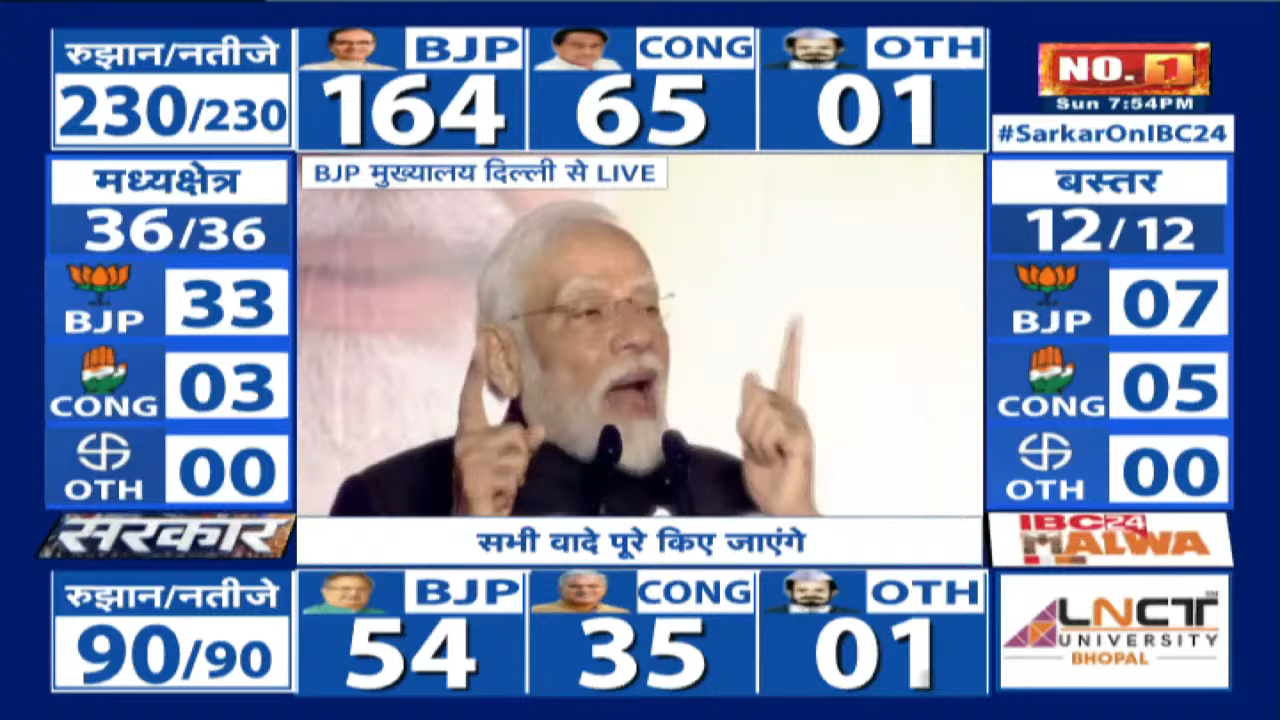 रुझान/नतीजे
230/230
BJP
164
CONG
65
OTH
01
NO. 1
Sun 7:54PM
#SarkarOnIBC24
मध्यक्षेत्र
36/36
BJP
33
CONG
03
OTH
00
BJP मुख्यालय दिल्ली से LIVE
बस्तर
12/12
BJP
07
CONG
05
OTH
00
सरकार
सभी वादे पूरे किए जाएंगे
IBC24
MALWA
रुझान/नतीजे
90/90
BJP
54
CONG
35
OTH
01
LNCT
UNIVERSITY
BHOPAL